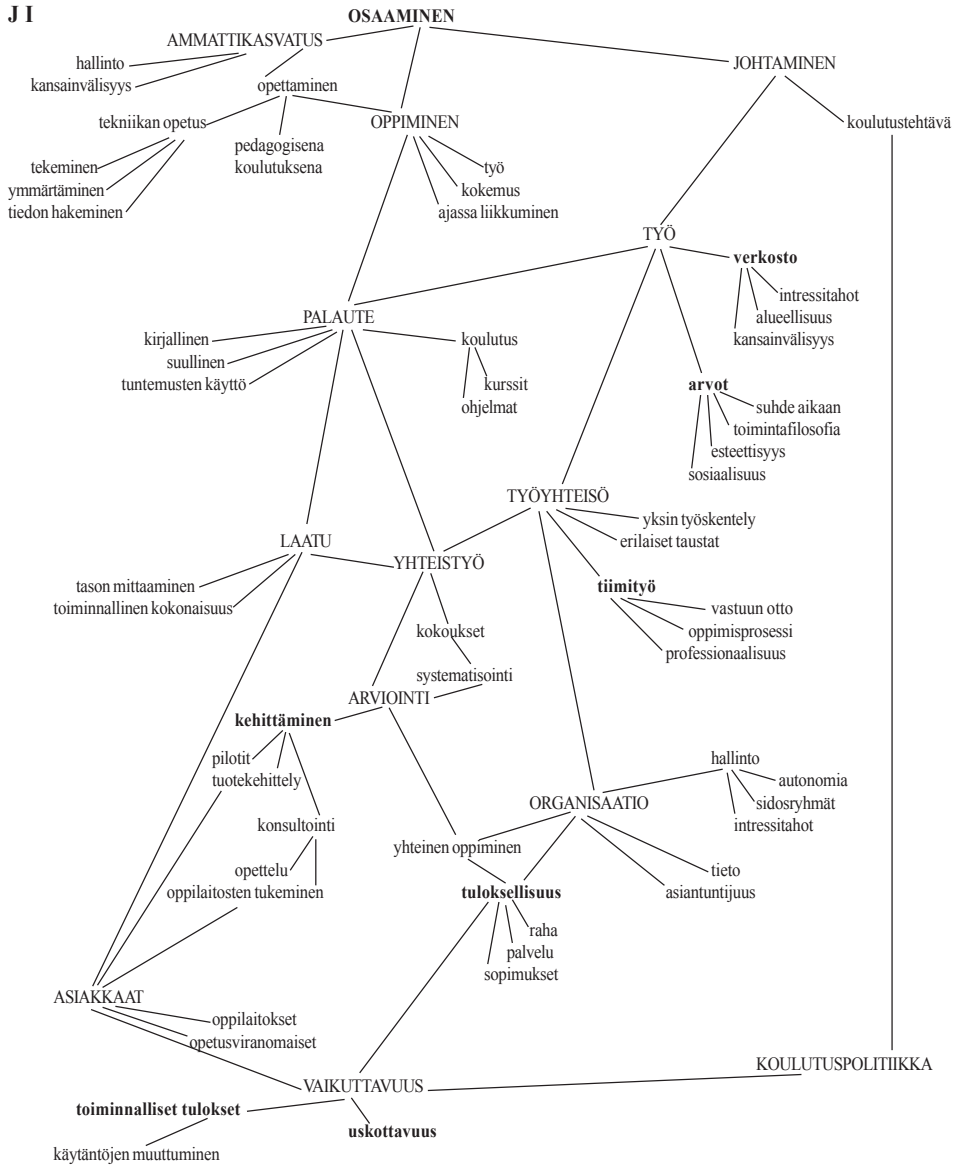 J I
OSAAMINEN
AMMATTIKASVATUS
hallinto
kansainvälisyys
JOHTAMINEN
opettaminen
tekniikan opetus
OPPIMINEN
koulutustehtävä
pedagogisena
koulutuksena
tekeminen
ymmärtäminen
tiedon hakeminen
työ
kokemus
ajassa liikkuminen
TYÖ
verkosto
intressitahot
alueellisuus
kansainvälisyys
PALAUTE
kirjallinen
suullinen
tuntemusten käyttö
koulutus
kurssit
ohjelmat
arvot
suhde aikaan
toimintafilosofia
esteettisyys
sosiaalisuus
TYÖYHTEISÖ
yksin työskentely
erilaiset taustat
LAATU
YHTEISTYÖ
tason mittaaminen
toiminnallinen kokonaisuus
tiimityö
vastuun otto
oppimisprosessi
professionaalisuus
kokoukset
systematisointi
ARVIOINTI
kehittäminen
pilotit
tuotekehittely
hallinto
autonomia
sidosryhmät
intressitahot
ORGANISAATIO
konsultointi
yhteinen oppiminen
opettelu
oppilaitosten tukeminen
tieto
asiantuntijuus
tuloksellisuus
raha
palvelu
sopimukset
ASIAKKAAT
oppilaitokset
opetusviranomaiset
KOULUTUSPOLITIIKKA
VAIKUTTAVUUS
toiminnalliset tulokset
uskottavuus
käytäntöjen muuttuminen